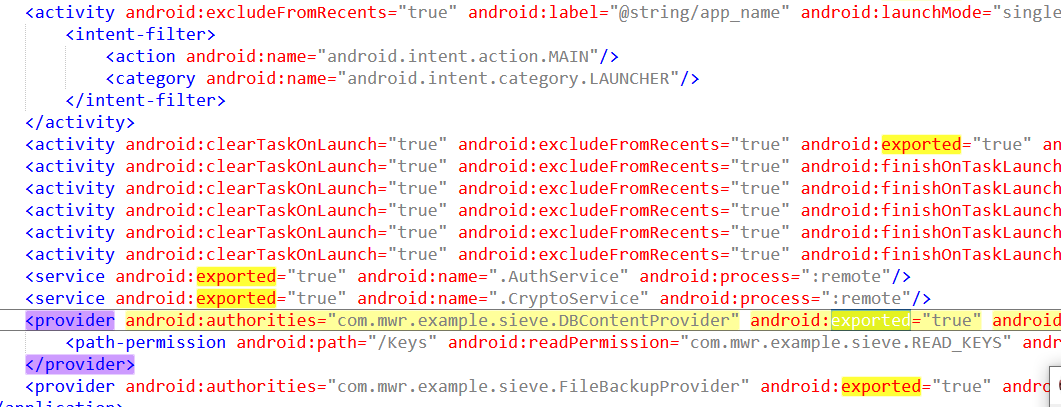 <activity android:excludeFromRecents="true" android:label="@string/app_name" android:launchMode="single
<intent-filter>
<action android:name="android.intent.action.MAIN"/>
<category android:name="android.intent.category.LAUNCHER"/>
</intent-filter>
</activity>
<activity android:clearTaskOnLaunch="true" android:excludeFromRecents="true" android:exported="true" an
<activity android:clearTaskOnLaunch="true" android:excludeFromRecents="true" android:finishOnTaskLaunch
<activity android:clearTaskOnLaunch="true" android:excludeFromRecents="true" android:finishOnTaskLaunch
<activity android:clearTaskOnLaunch="true" android:excludeFromRecents="true" android:finishOnTaskLaunch
<activity android:clearTaskOnLaunch="true" android:excludeFromRecents="true" android:finishOnTaskLaunch
<activity android:clearTaskOnLaunch="true" android:excludeFromRecents="true" android:finishOnTaskLaunch
<service android:exported="true" android:name=".AuthService" android:process=":remote"/>
<service android:exported="true" android:name=".CryptoService" android:process=":remote"/>
<provider android:authorities="com.mwr.example.sieve.DBContentProvider" android:exported="true" android
<path-permission android:path="/Keys" android:readPermission="com.mwr.example.sieve.READ_KEYS" andr
</provider>
<provider android:authorities="com.mwr.example.sieve.FileBackupProvider" android:exported="true" andro
/application>